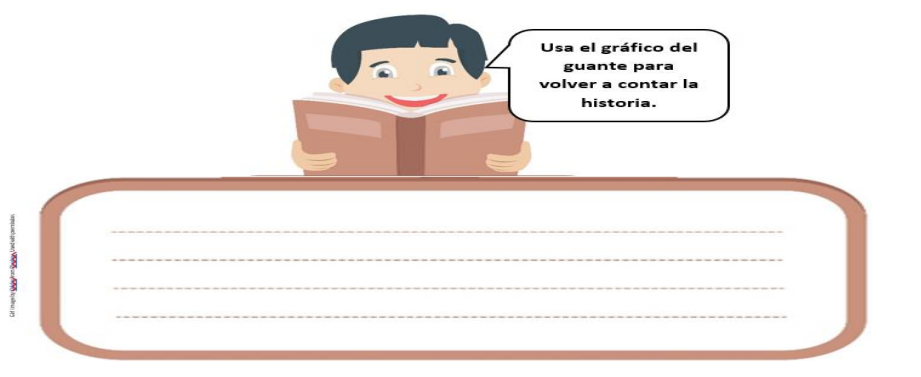 Usa el gráfico del
guante para
volver a contar la
historia.